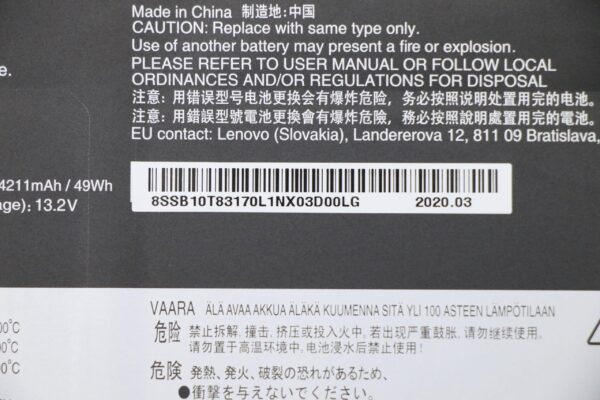 Made in China 制造地:中国
CAUTION: Replace with same type only.
Use of another battery may present a fire or explosion.
PLEASE REFER TO USER MANUAL OR FOLLOW LOCAL
ORDINANCES AND/OR REGULATIONS FOR DISPOSAL
注意: 用错误型号电池更换会有爆炸危险, 务必按照说明处置用完的电池。
注意: 用錯誤型號電池更換會有爆炸危險, 務必按照說明處置用完的電池。
EU contact: Lenovo (Slovakia), Landererova 12, 811 09 Bratislava,
e.
4211mAh / 49Wh
age): 13.2V
8SSB10T83170L1NX03D00LG 2020.03
VAARA ÄLÄ AVAA AKKUA ÄLÄKÄ KUUMENNA SITÄ YLI 100 ASTEEN LÄMPÖTILAAN
危险 禁止拆解, 撞击, 挤压或投入火中, 若出现严重鼓胀, 请勿继续使用.
请勿置于高温环境中, 电池浸水后禁止使用!
危険 発熱、発火、破裂の恐れがあるため、
●衝撃を与えないでください。
00°C
00°C
0°C